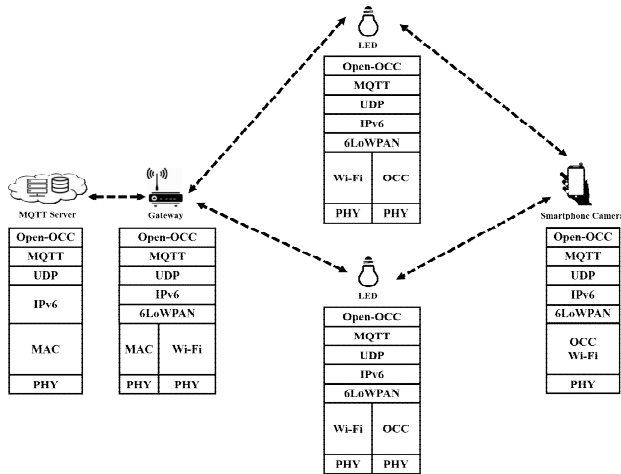 LED
Open-OCC
MQTT
UDP
IPv6
6LoWPAN
Wi-Fi OCC
PHY PHY
MQTT Server
Open-OCC
MQTT
UDP
IPv6
MAC
PHY
Gateway
Open-OCC
MQTT
UDP
IPv6
6LoWPAN
MAC Wi-Fi
PHY PHY
LED
Open-OCC
MQTT
UDP
IPv6
6LoWPAN
Wi-Fi OCC
PHY PHY
Smartphone Camera
Open-OCC
MQTT
UDP
IPv6
6LoWPAN
OCC
Wi-Fi
PHY